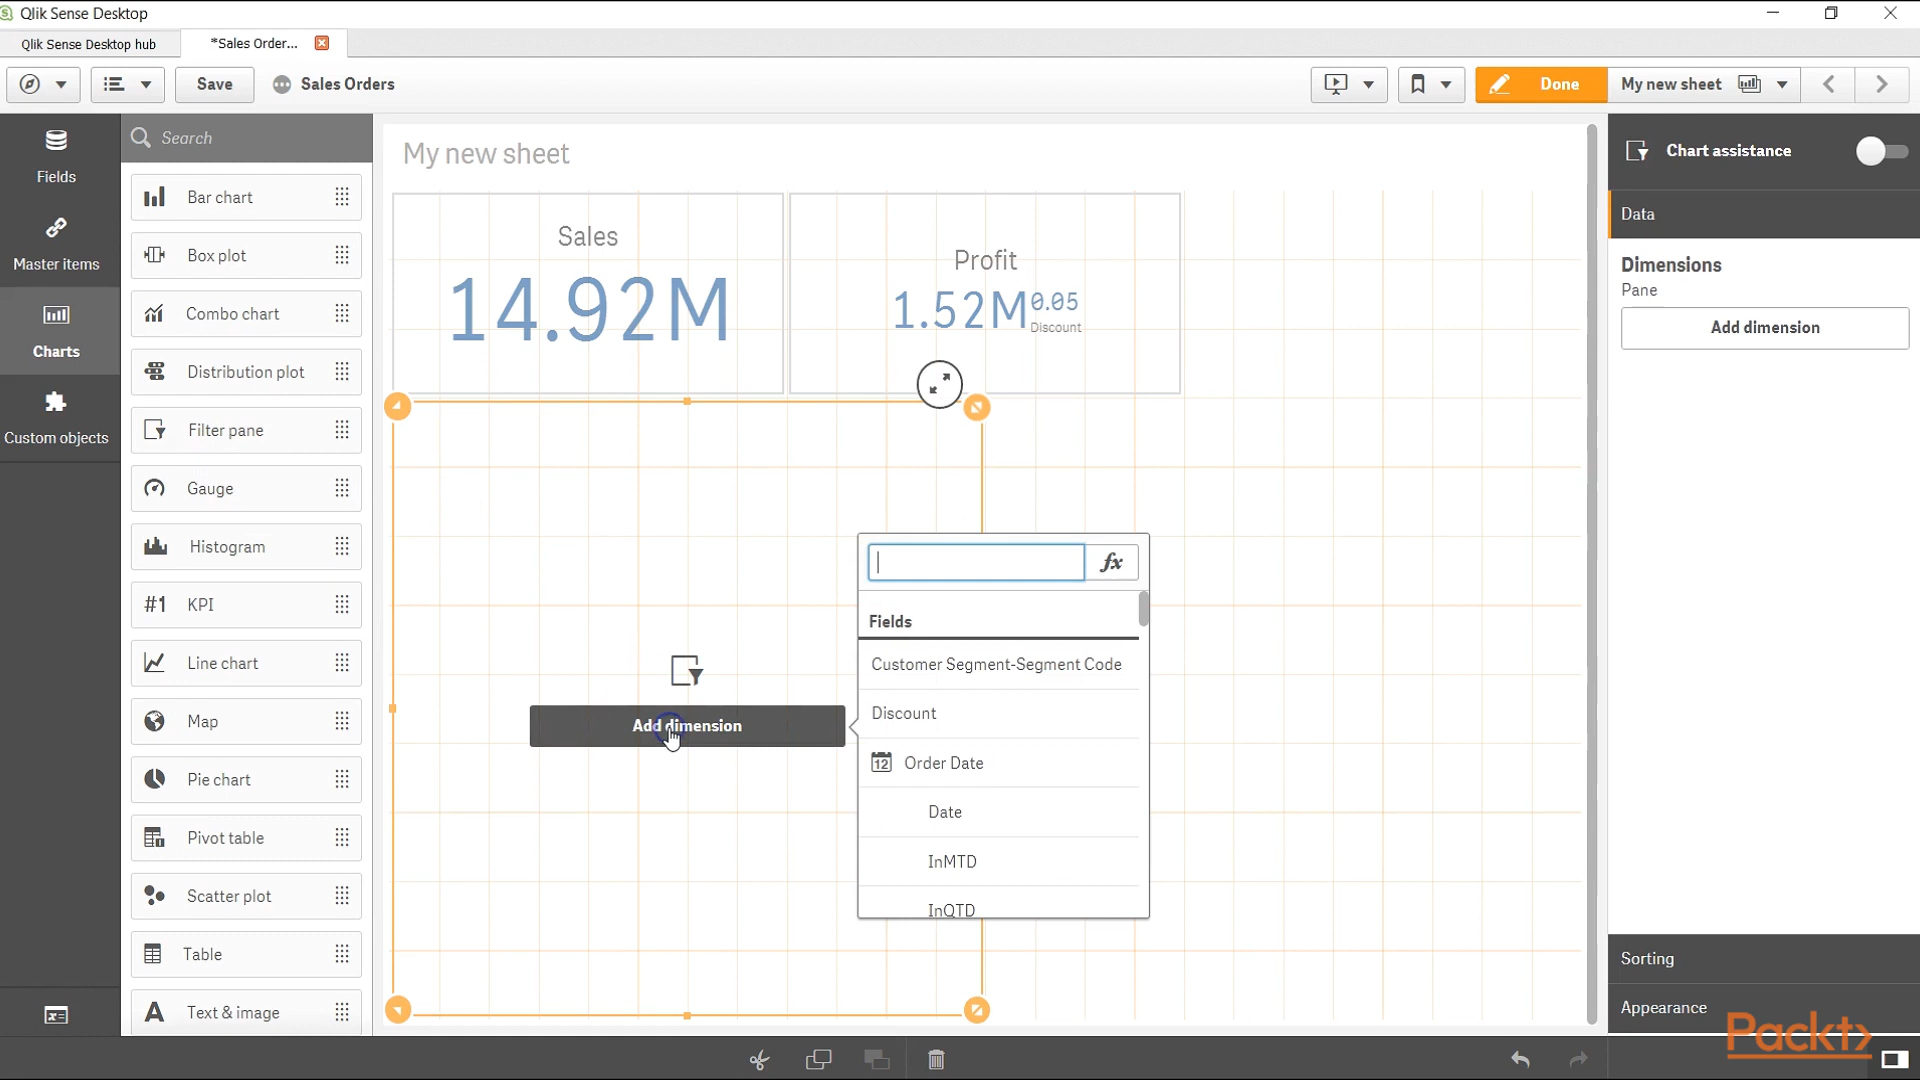 Qlik Sense Desktop
Qlik Sense Desktop hub
*Sales Order...
Save
Sales Orders
Done
My new sheet
Fields
Master items
Charts
Custom objects
Search
Bar chart
Box plot
Combo chart
Distribution plot
Filter pane
Gauge
Histogram
#1 KPI
Line chart
Map
Pie chart
Pivot table
Scatter plot
Table
A Text & image
My new sheet
Sales
14.92M
Profit
1.52M 0.05
Discount
Add dimension
fx
Fields
Customer Segment-Segment Code
Discount
12 Order Date
Date
InMTD
InQTD
Chart assistance
Data
Dimensions
Pane
Add dimension
Sorting
Appearance
Packt>